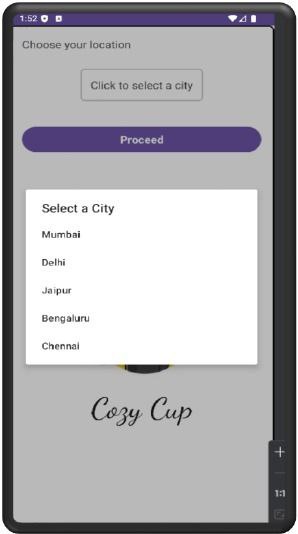 1:52
Choose your location
Click to select a city
Proceed
Select a City
Mumbai
Delhi
Jaipur
Bengaluru
Chennai
Cozy Cup
1:1